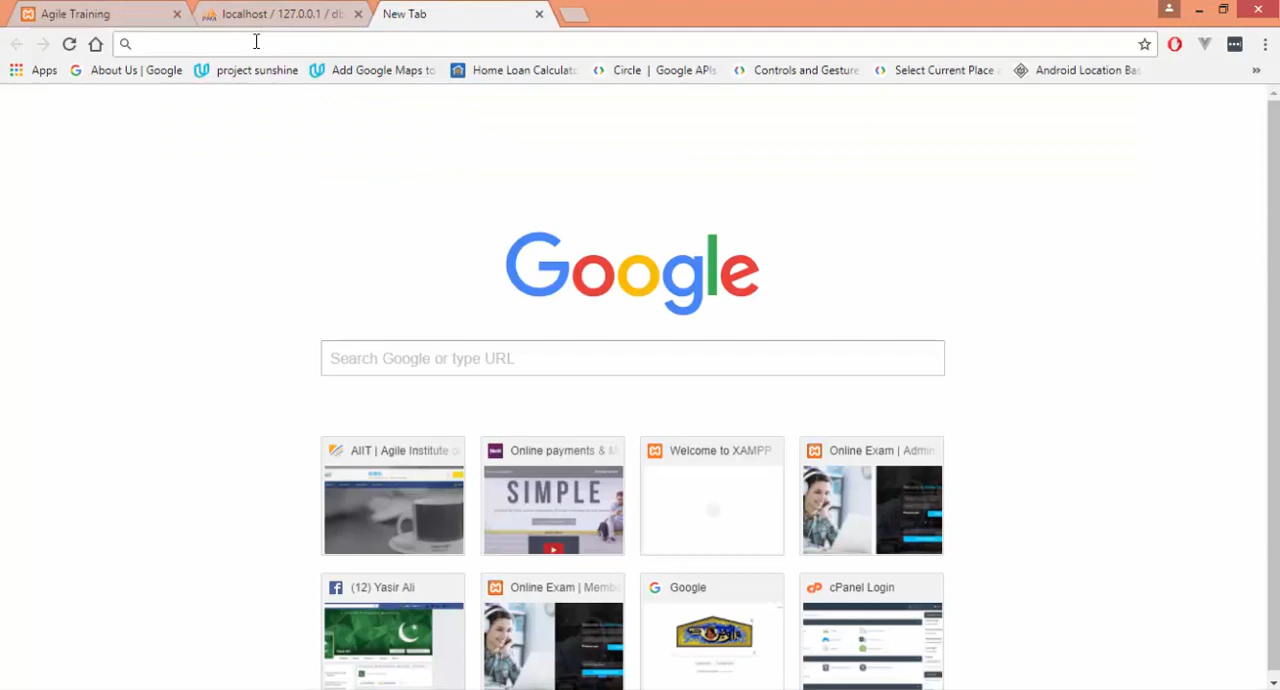 Agile Training
localhost / 127.0.0.1 / db
New Tab
Apps
About Us | Google
project sunshine
Add Google Maps to
Home Loan Calculato
Circle | Google APIs
Controls and Gesture
Select Current Place
Android Location Bas
Google
Search Google or type URL
AIIT | Agile Institute o
Online payments & M
Welcome to XAMPP
Online Exam | Admin
SIMPLE
(12) Yasir Ali
Online Exam | Membe
Google
cPanel Login